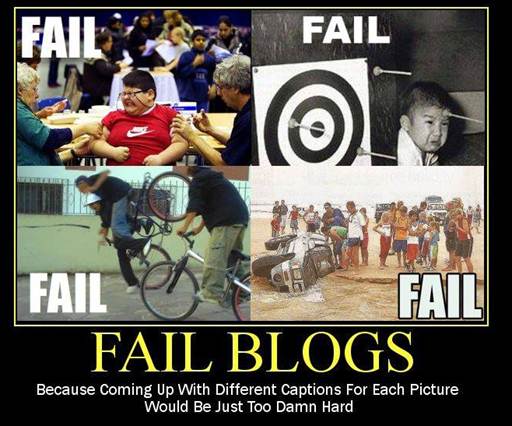 FAIL
FAIL
FAIL
FAIL
FAIL BLOGS
Because Coming Up With Different Captions For Each Picture
Would Be Just Too Damn Hard